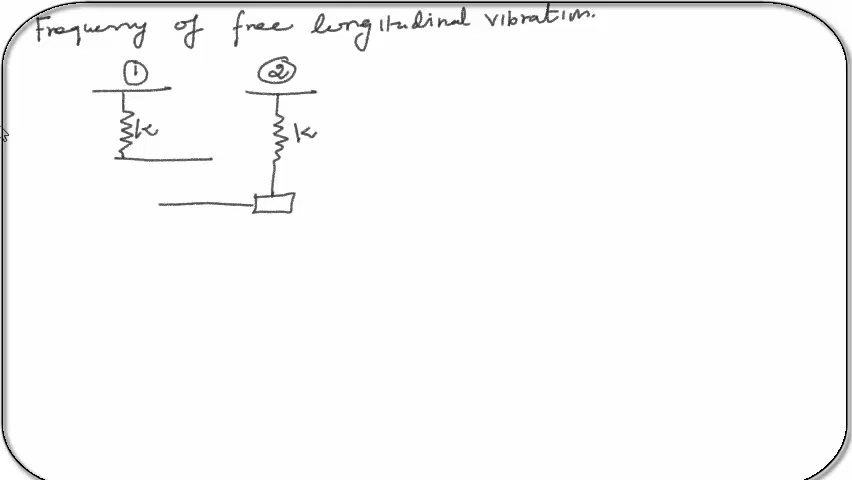 Frequency of free longitudinal vibration.
① ②
k k